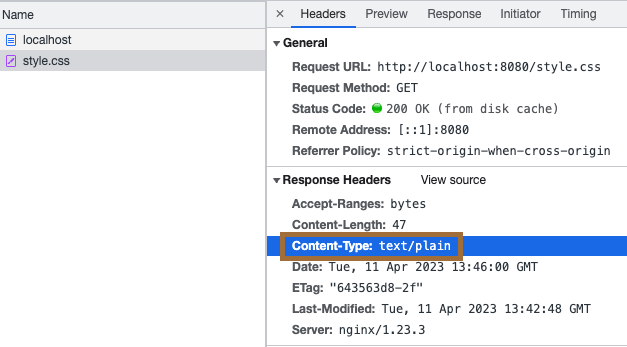 Name
localhost
style.css
× Headers Preview Response Initiator Timing
▼General
Request URL: http://localhost:8080/style.css
Request Method: GET
Status Code: 200 OK (from disk cache)
Remote Address: [::1]:8080
Referrer Policy: strict-origin-when-cross-origin
▼Response Headers View source
Accept-Ranges: bytes
Content-Length: 47
Content-Type: text/plain
Date: Tue, 11 Apr 2023 13:46:00 GMT
ETag: "643563d8-2f"
Last-Modified: Tue, 11 Apr 2023 13:42:48 GMT
Server: nginx/1.23.3